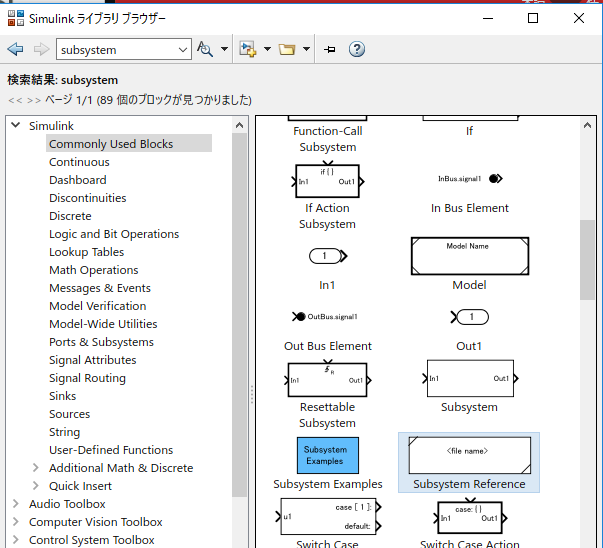 Simulink ライブラリ ブラウザー
subsystem
検索結果: subsystem
<< >> ページ 1/1 (89 個のブロックが見つかりました)
Simulink
Commonly Used Blocks
Continuous
Dashboard
Discontinuities
Discrete
Logic and Bit Operations
Lookup Tables
Math Operations
Messages & Events
Model Verification
Model-Wide Utilities
Ports & Subsystems
Signal Attributes
Signal Routing
Sinks
Sources
String
User-Defined Functions
Additional Math & Discrete
Quick Insert
Audio Toolbox
Computer Vision Toolbox
Control System Toolbox
Function-Call
Subsystem
If
if { }
In1 Out1
If Action
Subsystem
InBus.signal1
In Bus Element
1
In1
Model Name
Model
OutBus.signal1
Out Bus Element
1
Out1
R
In1 Out1
Resettable
Subsystem
In1 Out1
Subsystem
Subsystem
Examples
Subsystem Examples
<file name>
Subsystem Reference
u1
case [ 1 ]:
default:
Switch Case
case: { }
In1 Out1
Switch Case Action